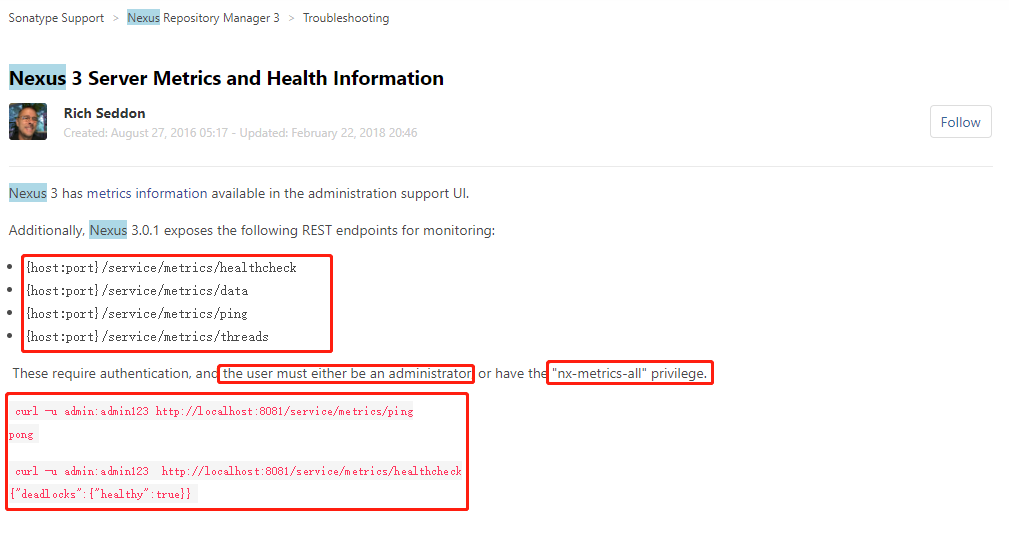 Sonatype Support > Nexus Repository Manager 3 > Troubleshooting
Nexus 3 Server Metrics and Health Information
Rich Seddon
Created: August 27, 2016 05:17 - Updated: February 22, 2018 20:46
Follow
Nexus 3 has metrics information available in the administration support UI.
Additionally, Nexus 3.0.1 exposes the following REST endpoints for monitoring:
• {host:port}/service/metrics/healthcheck
• {host:port}/service/metrics/data
• {host:port}/service/metrics/ping
• {host:port}/service/metrics/threads
These require authentication, and the user must either be an administrator or have the "nx-metrics-all" privilege.
curl -u admin:admin123 http://localhost:8081/service/metrics/ping
pong
curl -u admin:admin123  http://localhost:8081/service/metrics/healthcheck
{"deadlocks":{"healthy":true}}